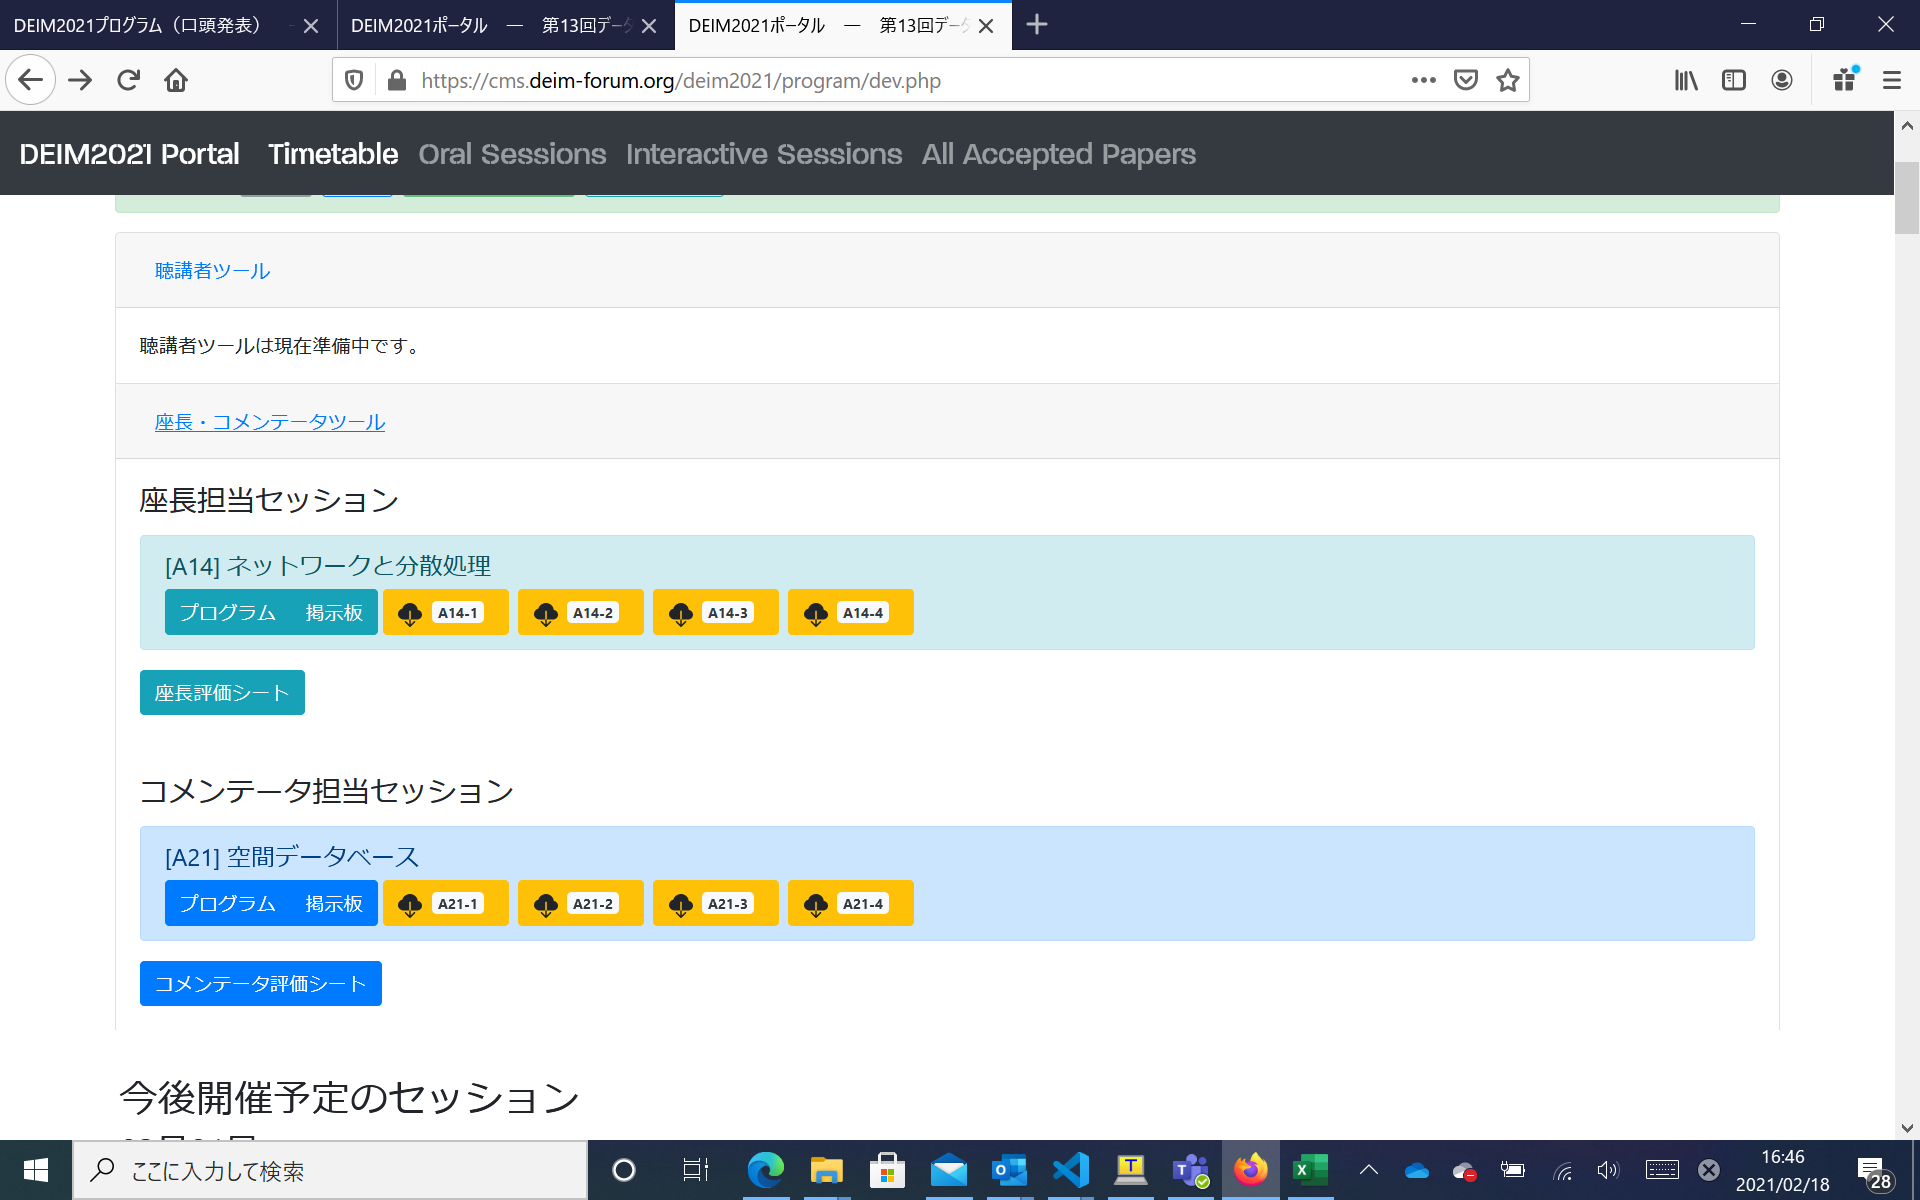 DEIM2021プログラム（口頭発表）
DEIM2021ポータル　―　第13回データ
DEIM2021ポータル　―　第13回データ
https://cms.deim-forum.org/deim2021/program/dev.php
DEIM2021 Portal Timetable Oral Sessions Interactive Sessions All Accepted Papers
聴講者ツール
聴講者ツールは現在準備中です。
座長・コメンテータツール
座長担当セッション
[A14] ネットワークと分散処理
プログラム 掲示板 A14-1 A14-2 A14-3 A14-4
座長評価シート
コメンテータ担当セッション
[A21] 空間データベース
プログラム 掲示板 A21-1 A21-2 A21-3 A21-4
コメンテータ評価シート
今後開催予定のセッション
ここに入力して検索
16:46
2021/02/18
28